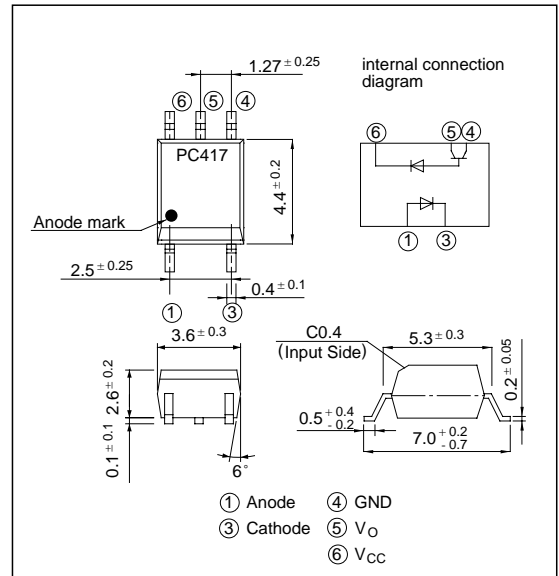 1.27 ± 0.25
internal connection
diagram
⑥ ⑤ ④
PC417
4.4 ± 0.2
Anode mark
⑥ ⑤ ④
① ③
2.5 ± 0.25
0.4 ± 0.1
① ③
3.6 ± 0.3
2.6 ± 0.2
0.1 ± 0.1
6°
C0.4
(Input Side)
5.3 ± 0.3
0.2 ± 0.05
0.5 + 0.4 - 0.2
7.0 + 0.2 - 0.7
① Anode ④ GND
③ Cathode ⑤ VO
⑥ VCC